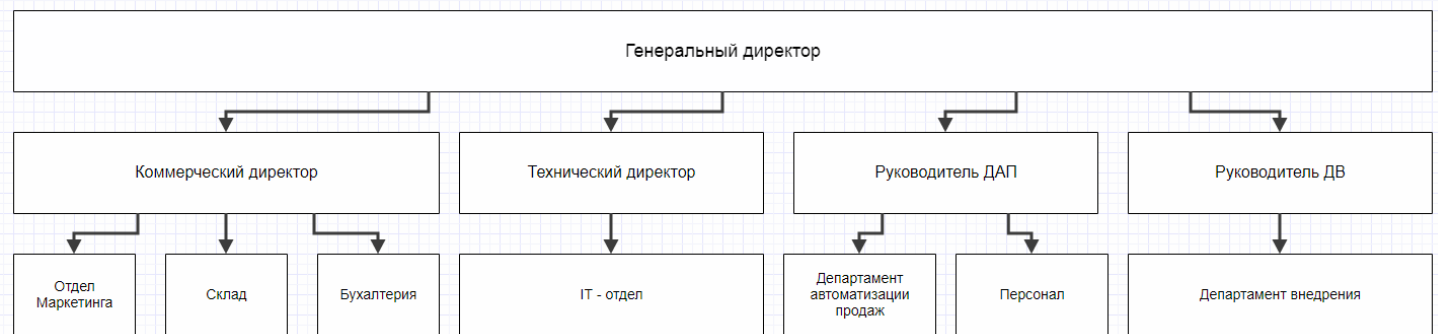 Генеральный директор
Коммерческий директор
Технический директор
Руководитель ДАП
Руководитель ДВ
Отдел
Маркетинга
Склад
Бухгалтерия
IT - отдел
Департамент
автоматизации
продаж
Персонал
Департамент внедрения